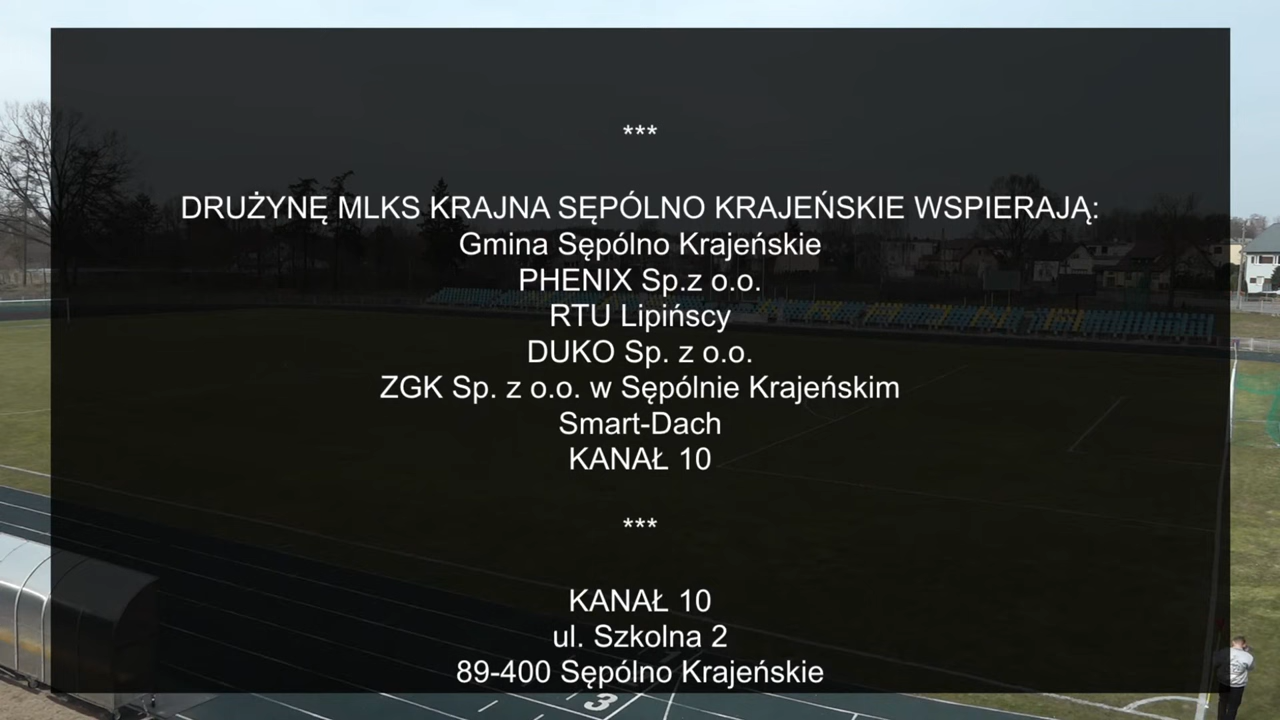 ***
DRUŻYNĘ MLKS KRAJNA SĘPÓLNO KRAJEŃSKIE WSPIERAJĄ:
Gmina Sępólno Krajeńskie
PHENIX Sp.z o.o.
RTU Lipińscy
DUKO Sp. z o.o.
ZGK Sp. z o.o. w Sępólnie Krajeńskim
Smart-Dach
KANAŁ 10
***
KANAŁ 10
ul. Szkolna 2
89-400 Sępólno Krajeńskie
3